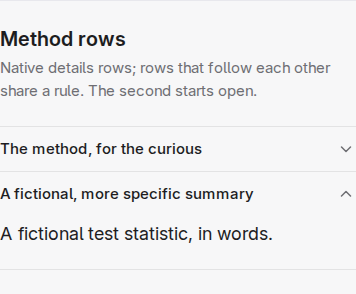 Method rows
Native details rows; rows that follow each other
share a rule. The second starts open.
The method, for the curious
A fictional, more specific summary
A fictional test statistic, in words.